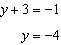 y + 3 = −1
y = −4